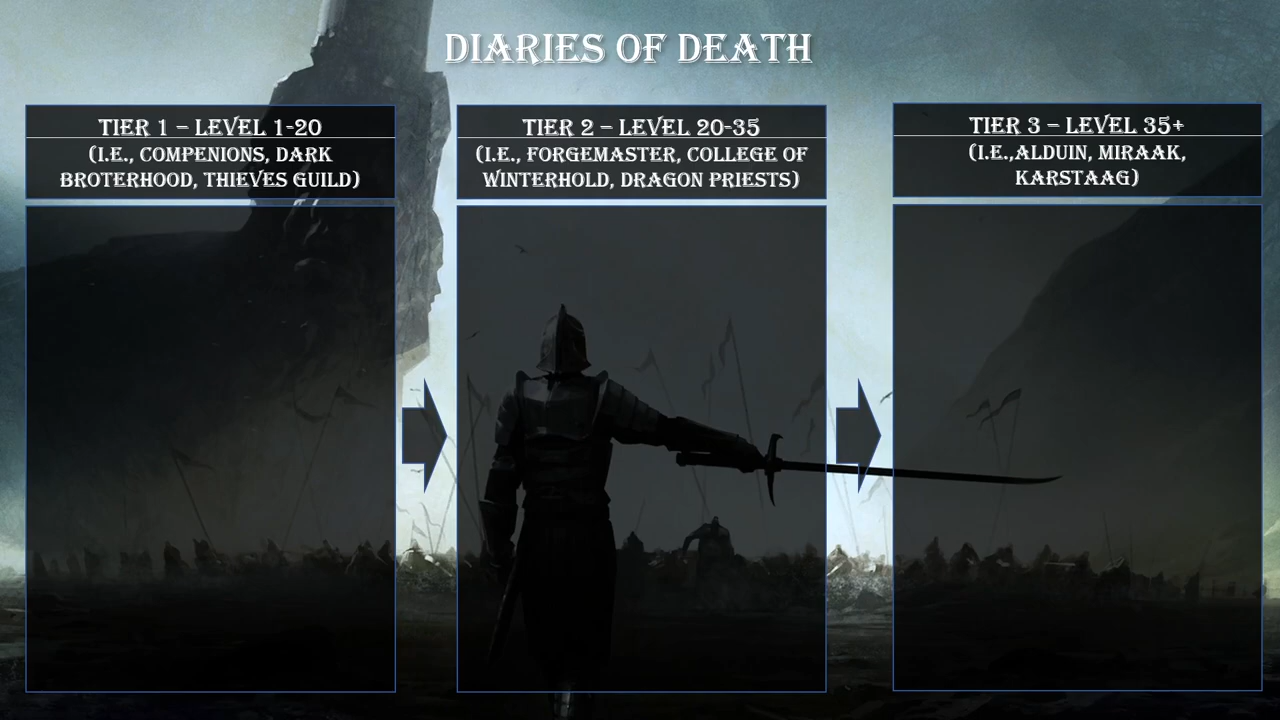 DIARIES OF DEATH
TIER 1 – LEVEL 1-20
(I.E., COMPENIONS, DARK
BROTERHOOD, THIEVES GUILD)
TIER 2 – LEVEL 20-35
(I.E., FORGEMASTER, COLLEGE OF
WINTERHOLD, DRAGON PRIESTS)
TIER 3 – LEVEL 35+
(I.E.,ALDUIN, MIRAAK,
KARSTAAG)